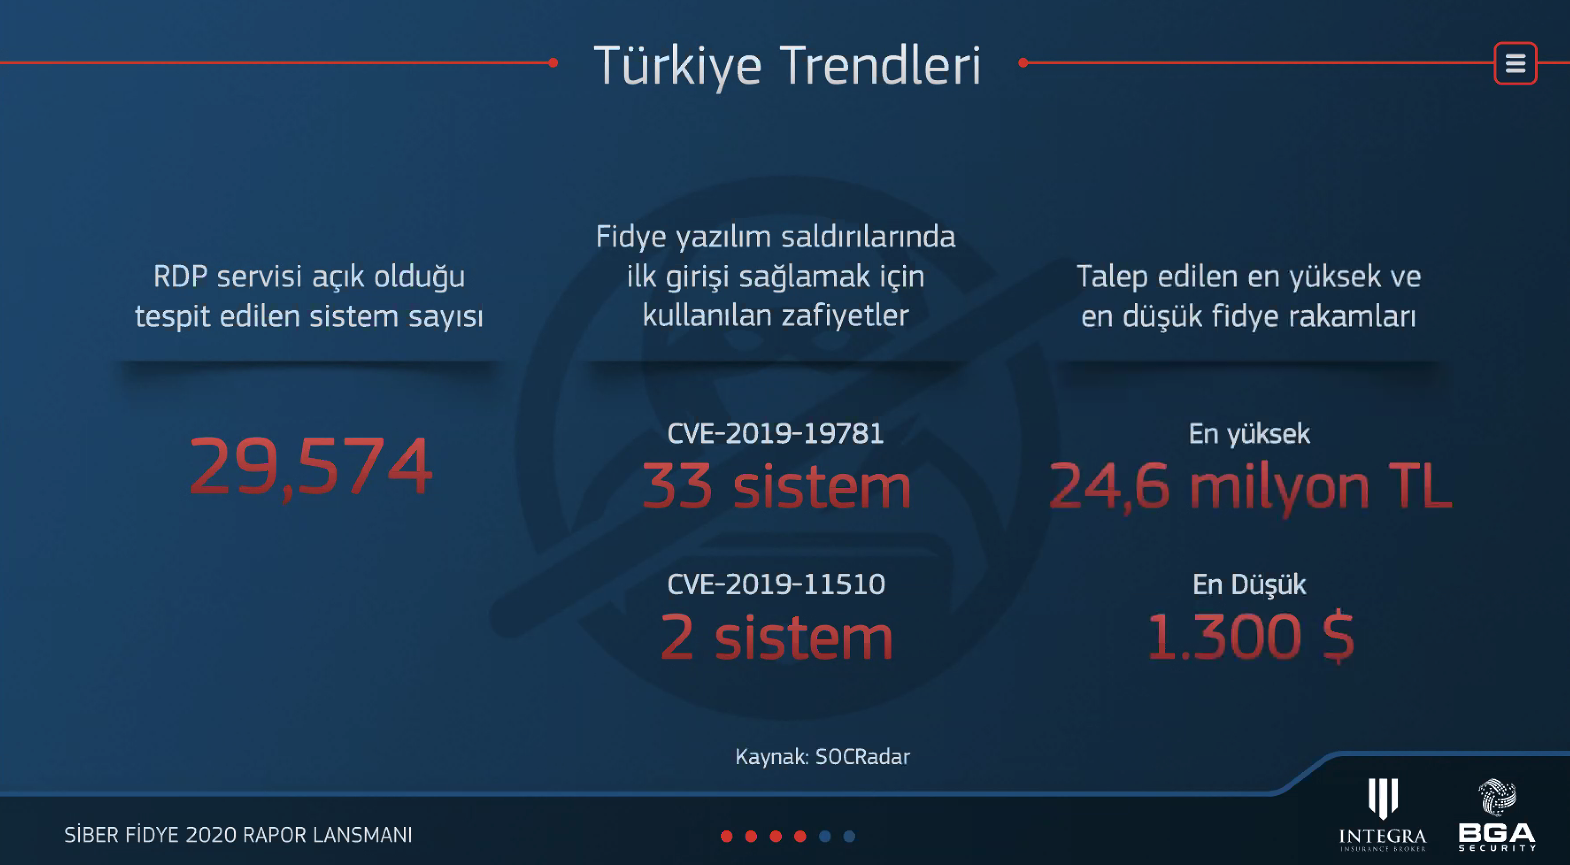 Türkiye Trendleri
RDP servisi açık olduğu
tespit edilen sistem sayısı
29,574
Fidye yazılım saldırılarında
ilk girişi sağlamak için
kullanılan zafiyetler
CVE-2019-19781
33 sistem
CVE-2019-11510
2 sistem
Talep edilen en yüksek ve
en düşük fidye rakamları
En yüksek
24,6 milyon TL
En Düşük
1.300 $
Kaynak: SOCRadar
SİBER FİDYE 2020 RAPOR LANSMANI
INTEGRA
INSURANCE BROKER
BGA
SECURITY